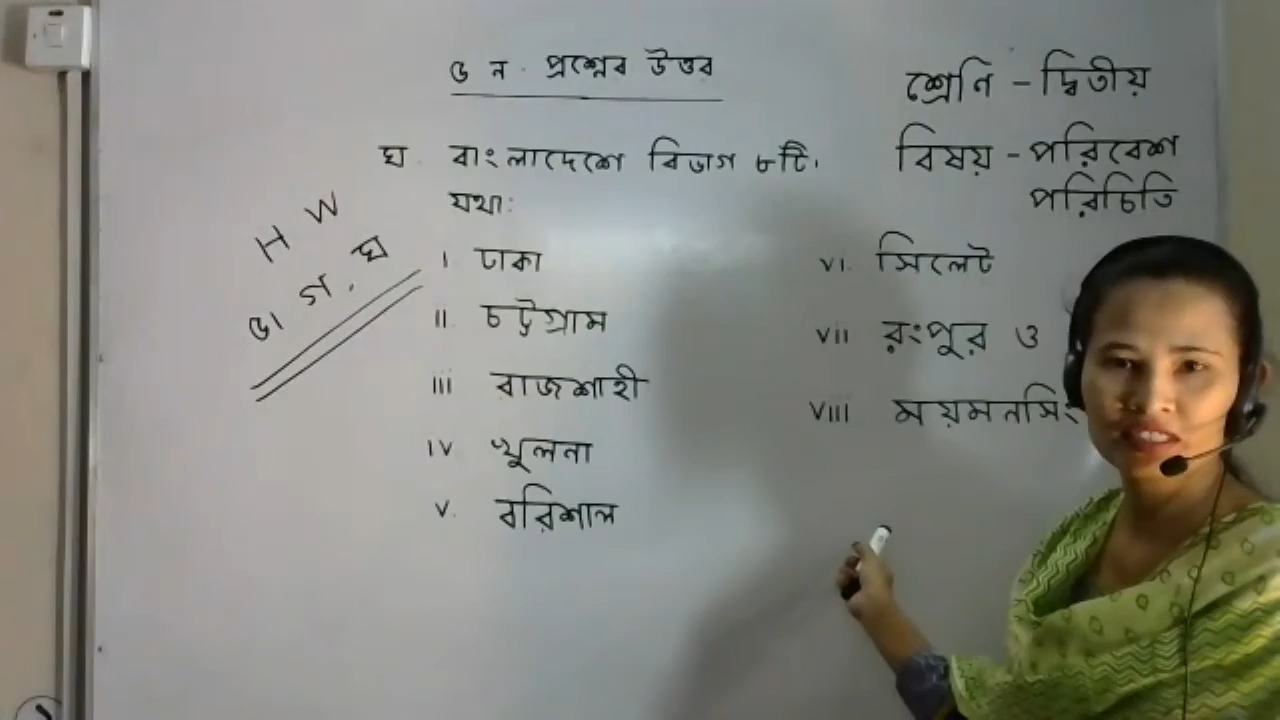 ৩ ন. প্রশ্নের উত্তর
শ্রেনি - দ্বিতীয়
বিষয় - পরিবেশ
পরিচিতি
ঘ. বাংলাদেশে বিভাগ ৮টি।
যথা:
i ঢাকা
ii. চট্টগ্রাম
iii রাজশাহী
iv খুলনা
v. বরিশাল
vi. সিলেট
vii রংপুর ও
viii ময়মনসিং
H W
৩। গ. ঘ